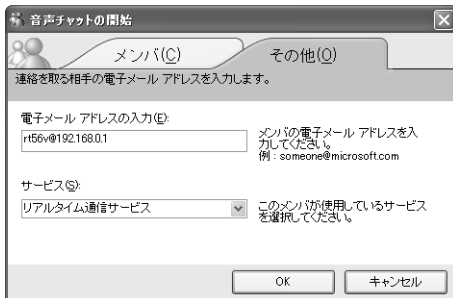 音声チャットの開始
メンバ(C)
その他(O)
連絡を取る相手の電子メール アドレスを入力します。
電子メール アドレスの入力(E):
rt56v@192.168.0.1
メンバの電子メール アドレスを入
力してください。
例 : someone@microsoft.com
サービス(S):
リアルタイム通信サービス
このメンバが使用しているサービス
を選択してください。
OK
キャンセル